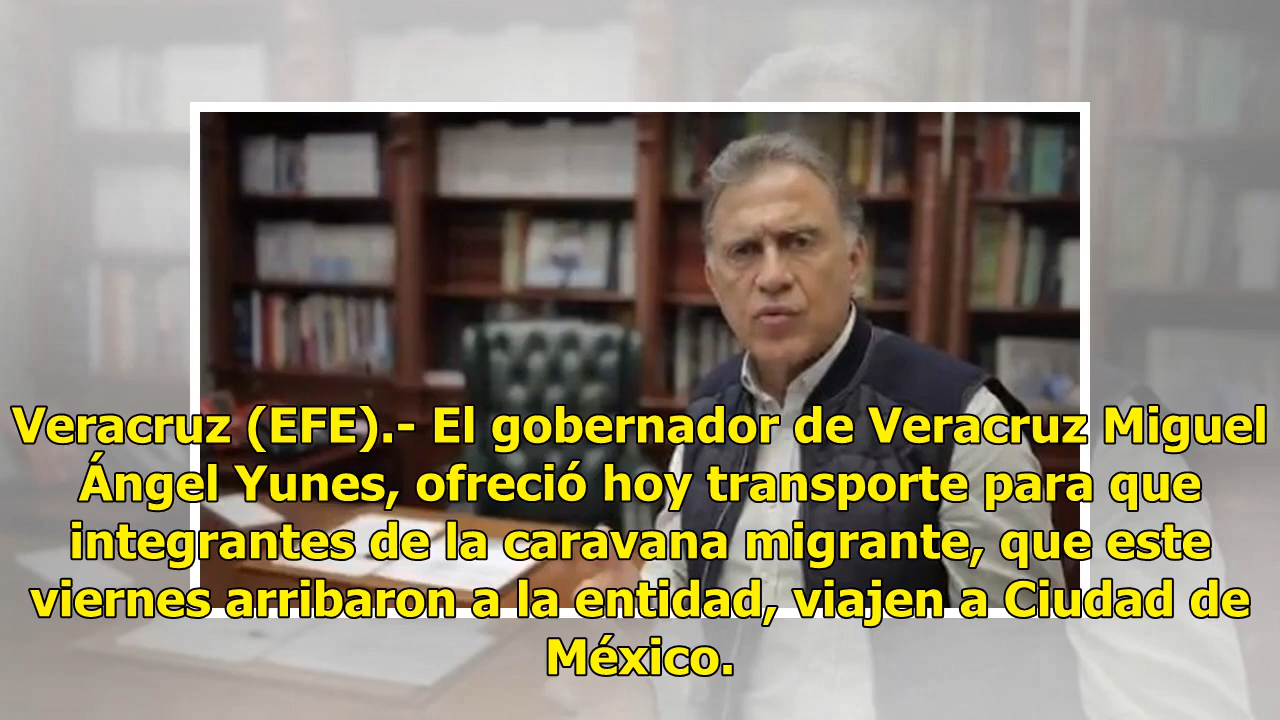 Veracruz (EFE).- El gobernador de Veracruz Miguel
Ángel Yunes, ofreció hoy transporte para que
integrantes de la caravana migrante, que este
viernes arribaron a la entidad, viajen a Ciudad de
México.